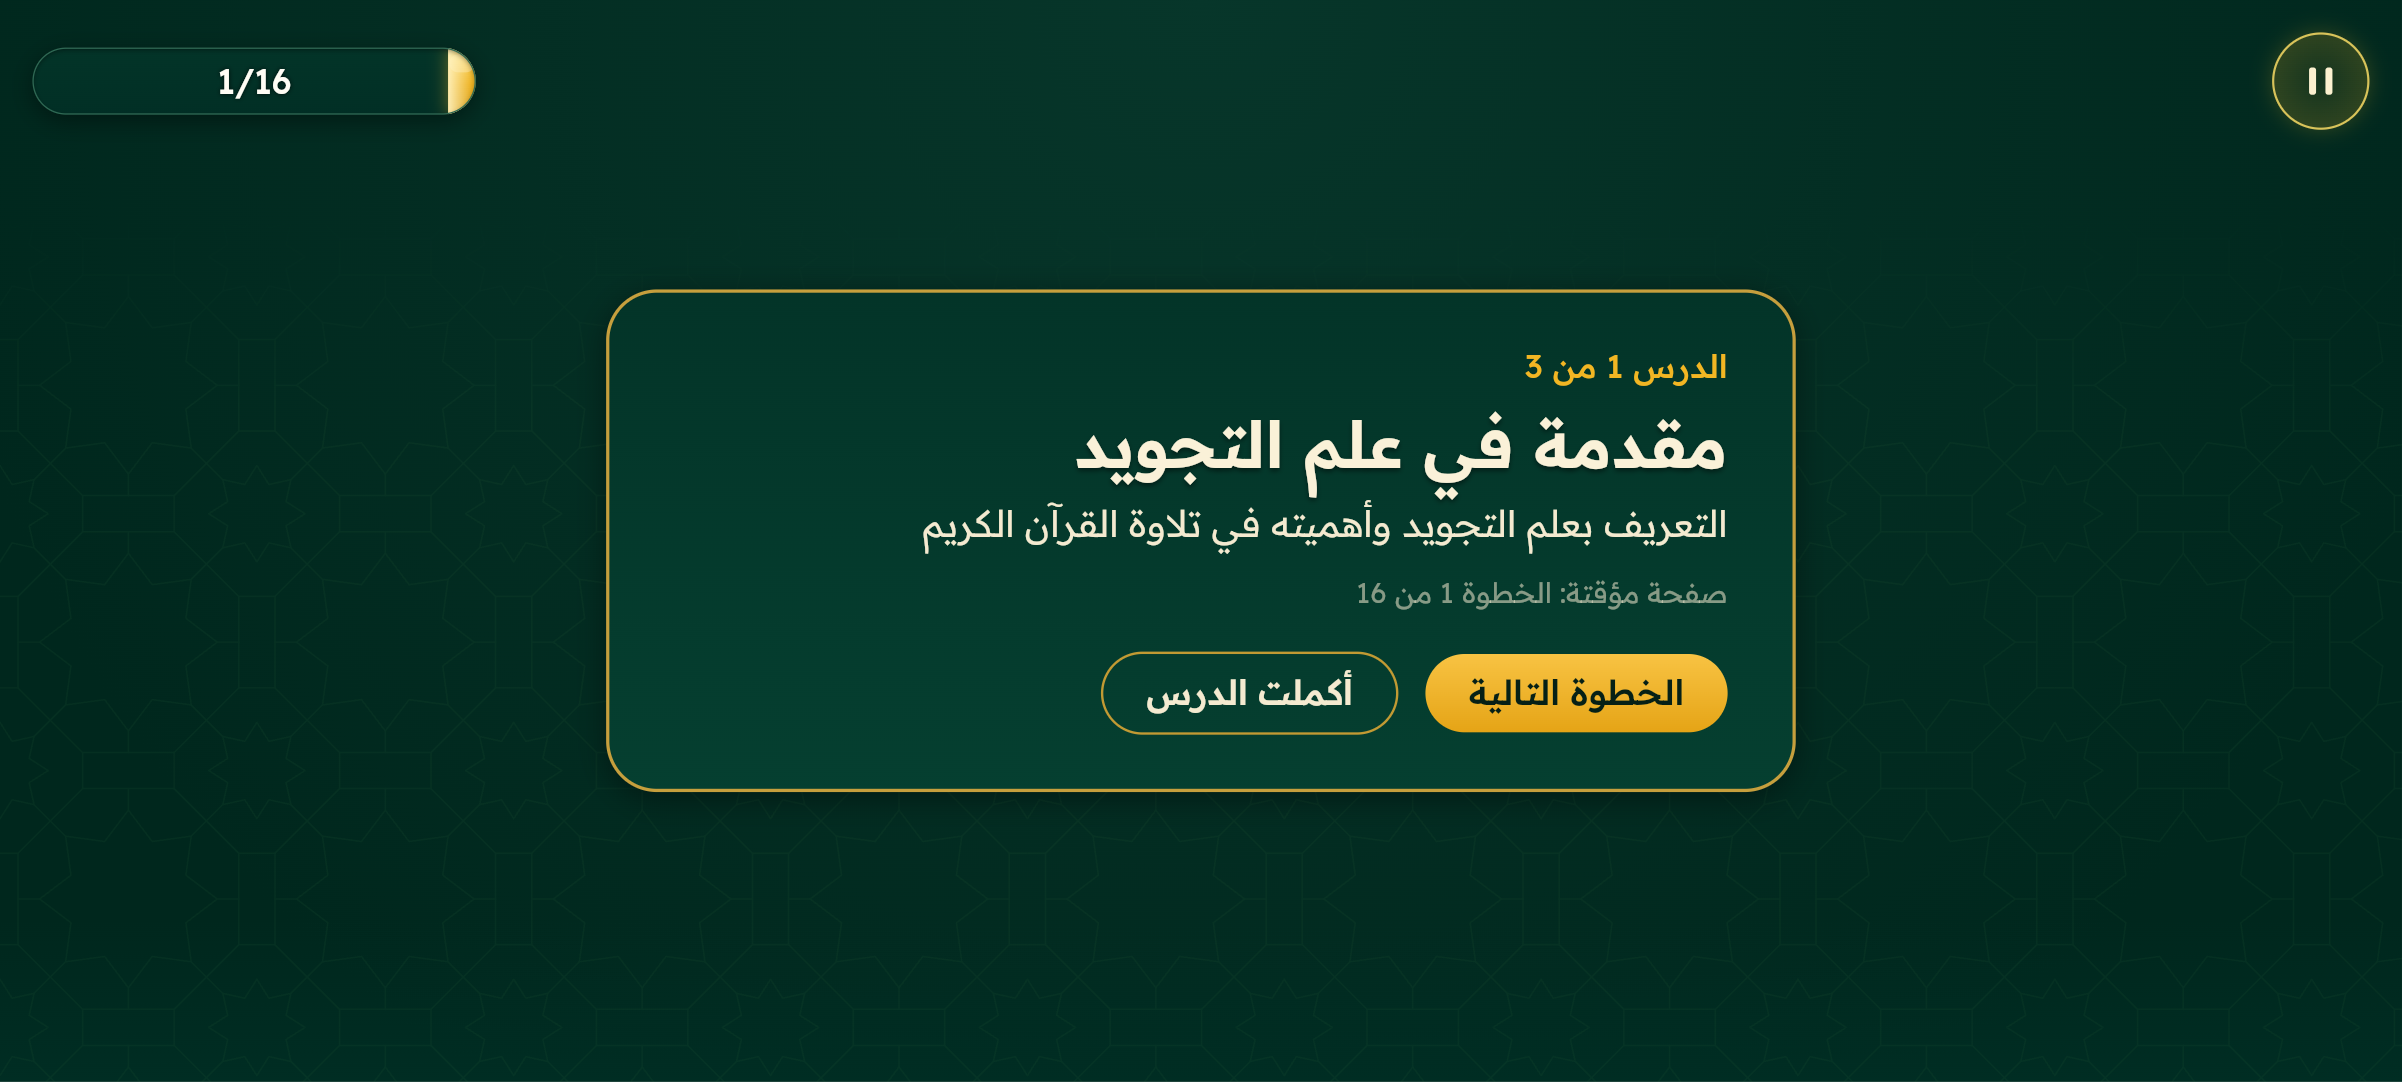 1/16
الدرس 1 من 3
مقدمة في علم التجويد
التعريف بعلم التجويد وأهميته في تلاوة القرآن الكريم
صفحة مؤقتة: الخطوة 1 من 16
الخطوة التالية
أكملت الدرس